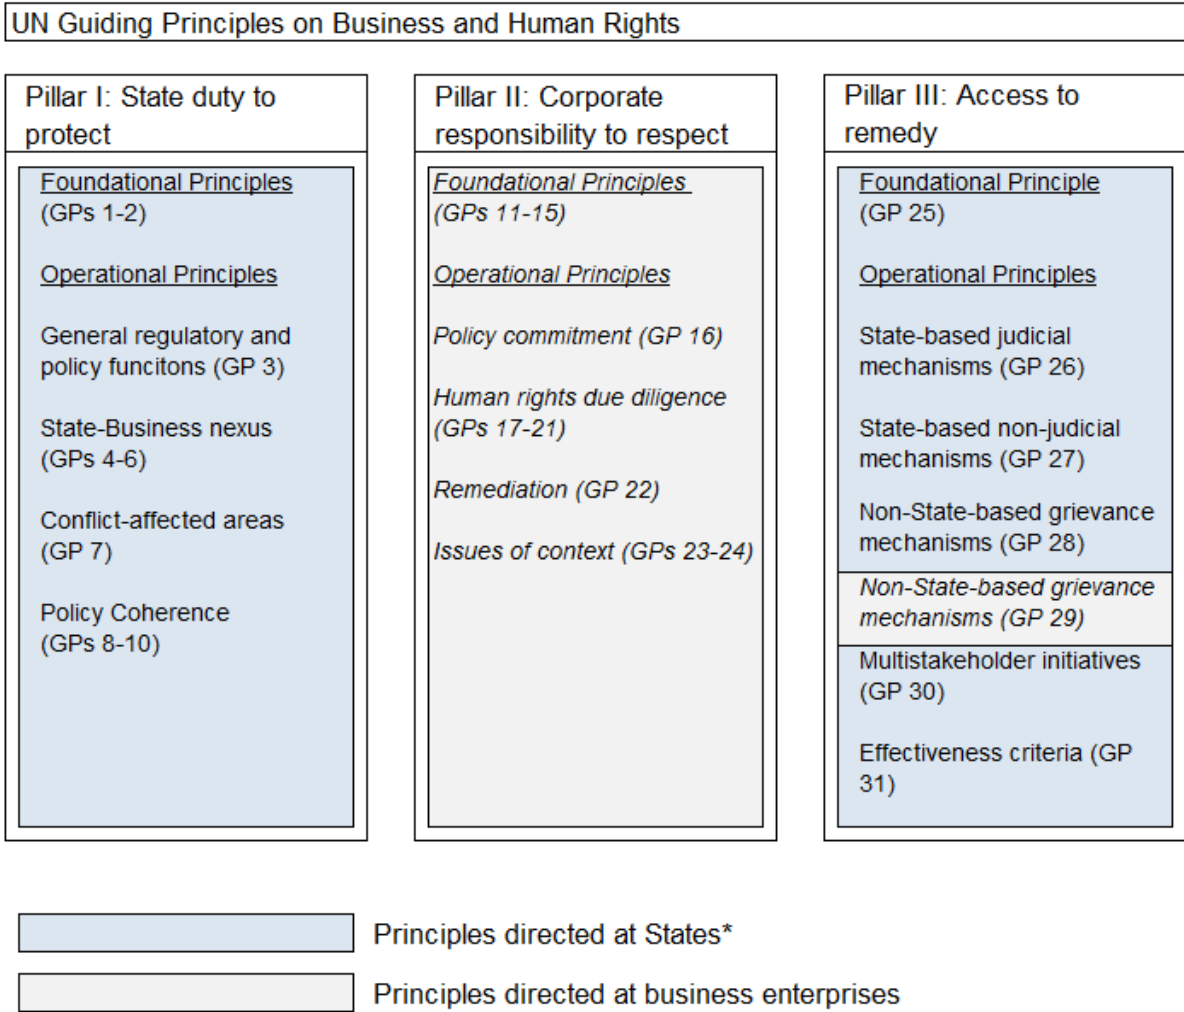 UN Guiding Principles on Business and Human Rights
Pillar I: State duty to
protect
Foundational Principles
(GPs 1-2)
Operational Principles
General regulatory and
policy funcitons (GP 3)
State-Business nexus
(GPs 4-6)
Conflict-affected areas
(GP 7)
Policy Coherence
(GPs 8-10)
Pillar II: Corporate
responsibility to respect
Foundational Principles
(GPs 11-15)
Operational Principles
Policy commitment (GP 16)
Human rights due diligence
(GPs 17-21)
Remediation (GP 22)
Issues of context (GPs 23-24)
Pillar III: Access to
remedy
Foundational Principle
(GP 25)
Operational Principles
State-based judicial
mechanisms (GP 26)
State-based non-judicial
mechanisms (GP 27)
Non-State-based grievance
mechanisms (GP 28)
Non-State-based grievance
mechanisms (GP 29)
Multistakeholder initiatives
(GP 30)
Effectiveness criteria (GP
31)
Principles directed at States*
Principles directed at business enterprises